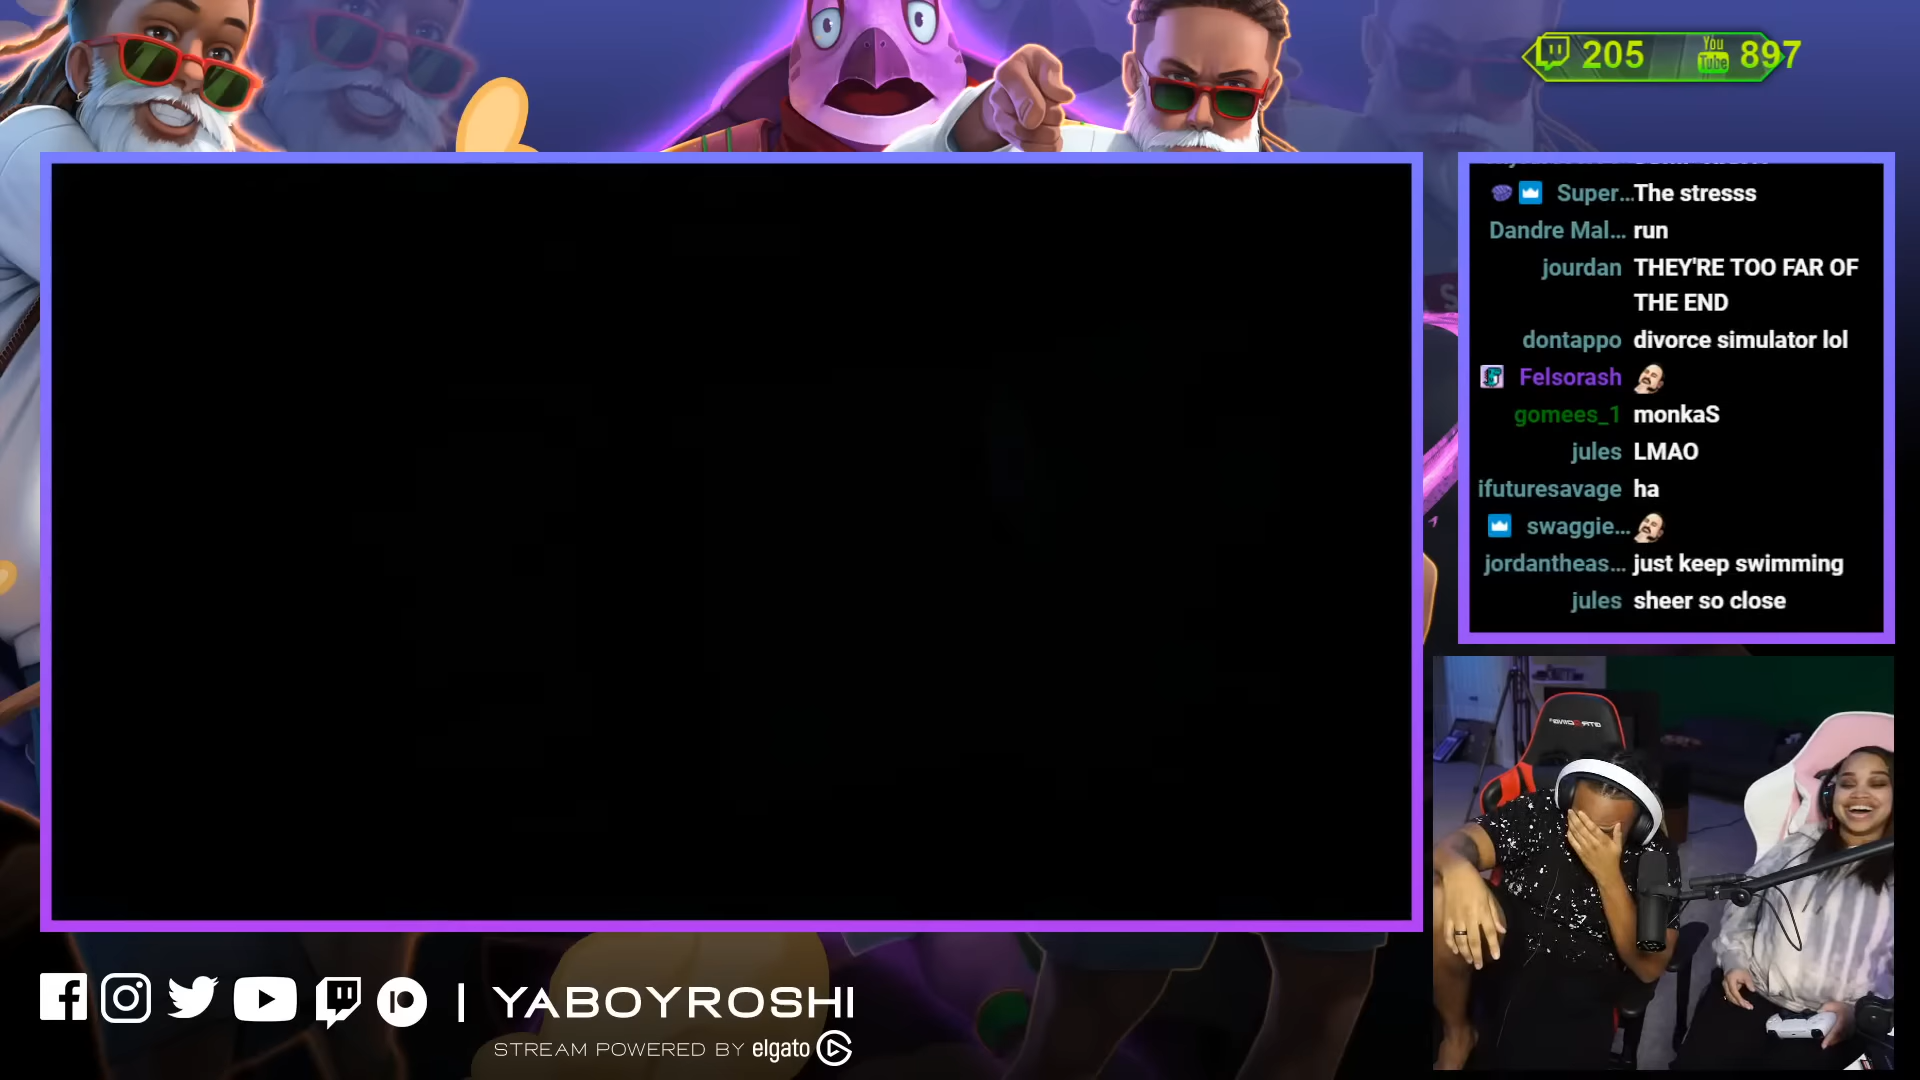 205
You
Tube
897
Super...The stresss
Dandre Mal... run
jourdan THEY'RE TOO FAR OF
THE END
dontappo divorce simulator lol
Felsorash
gomees_1 monkaS
jules LMAO
ifuturesavage ha
swaggie...
jordantheas... just keep swimming
jules sheer so close
| YABOYROSHI
STREAM POWERED BY elgato